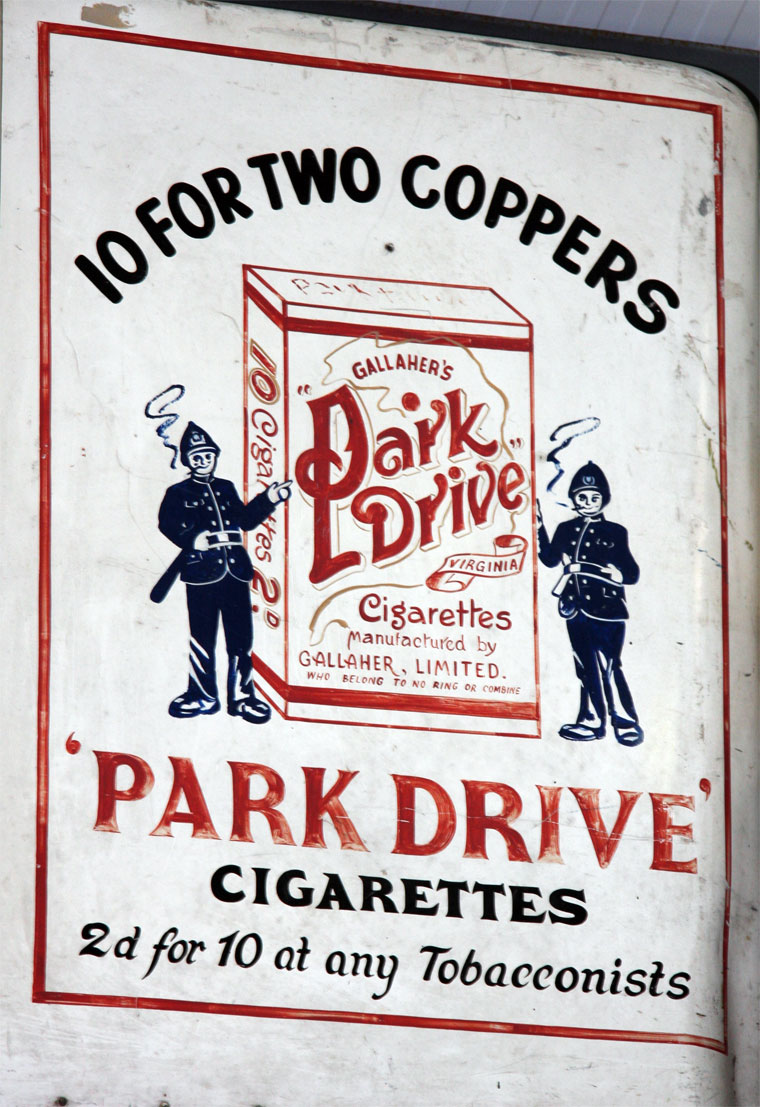 10 FOR TWO COPPERS
10 Cigarettes 2D
GALLAHER'S
"Park
Drive"
VIRGINIA
Cigarettes
Manufactured by
GALLAHER, LIMITED.
WHO BELONG TO NO RING OR COMBINE
'PARK DRIVE'
CIGARETTES
2d for 10 at any Tobacconists